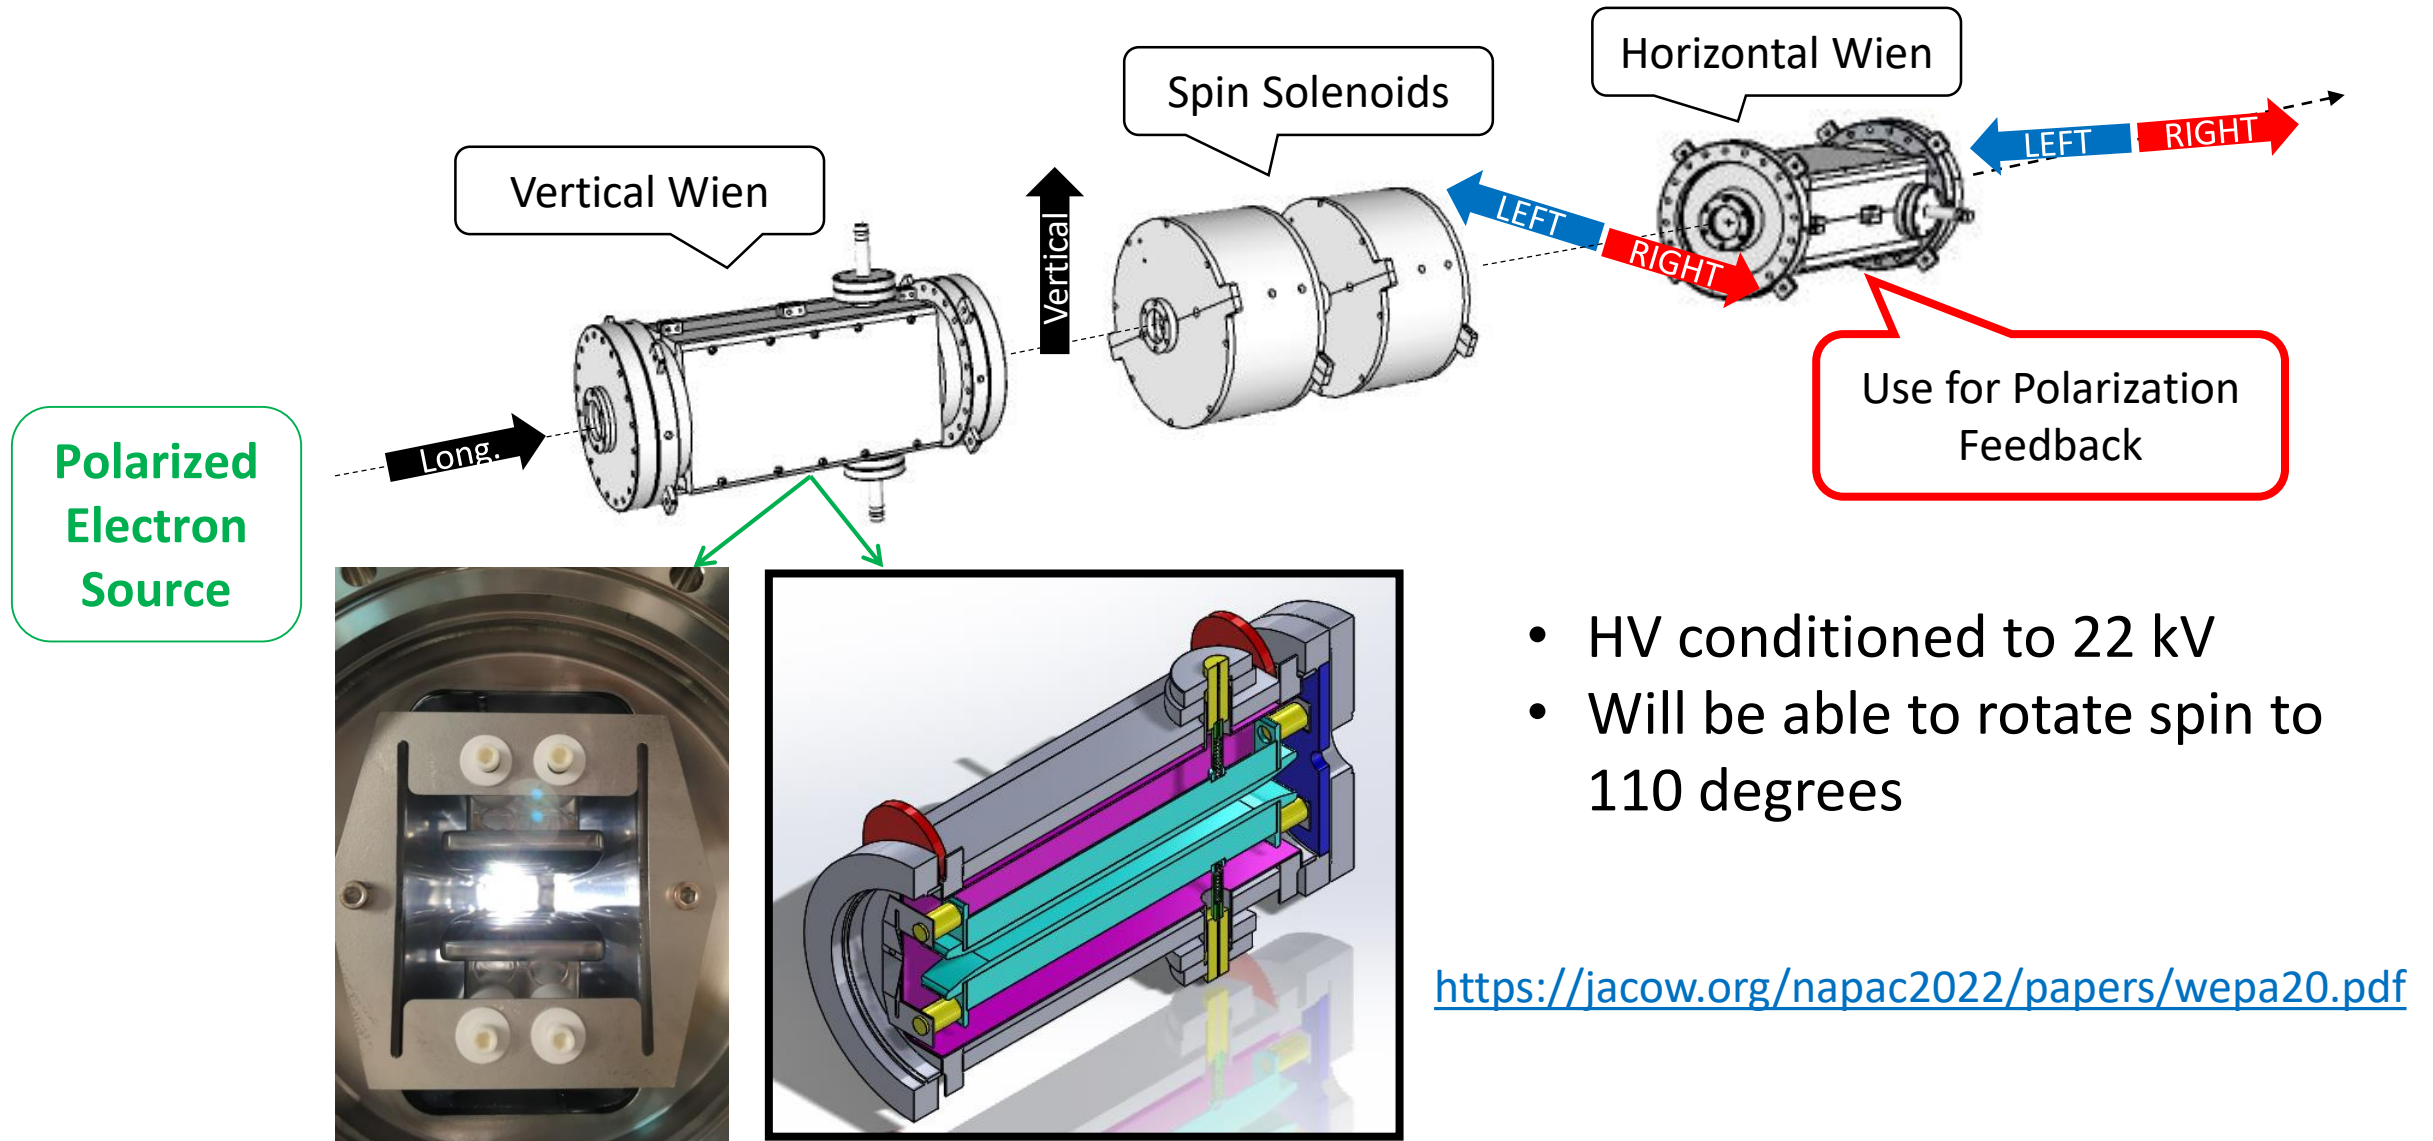 Horizontal Wien
Spin Solenoids
LEFT
RIGHT
Vertical Wien
Vertical
LEFT
RIGHT
Use for Polarization
Feedback
Long.
Polarized
Electron
Source
• HV conditioned to 22 kV
• Will be able to rotate spin to
110 degrees
https://jacow.org/napac2022/papers/wepa20.pdf